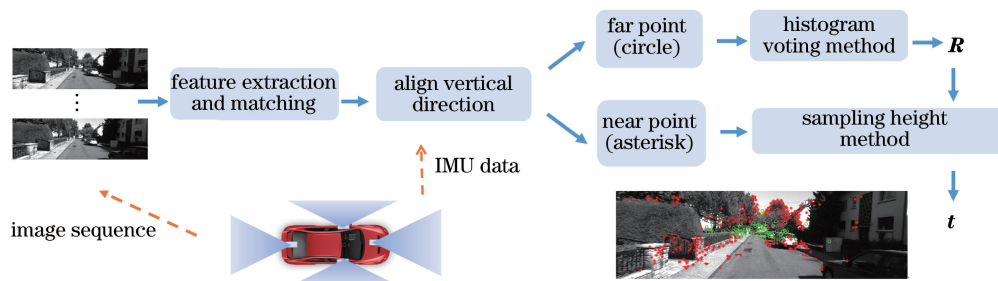 feature extraction
and matching
align vertical
direction
far point
(circle)
histogram
voting method
R
near point
(asterisk)
sampling height
method
t
IMU data
image sequence